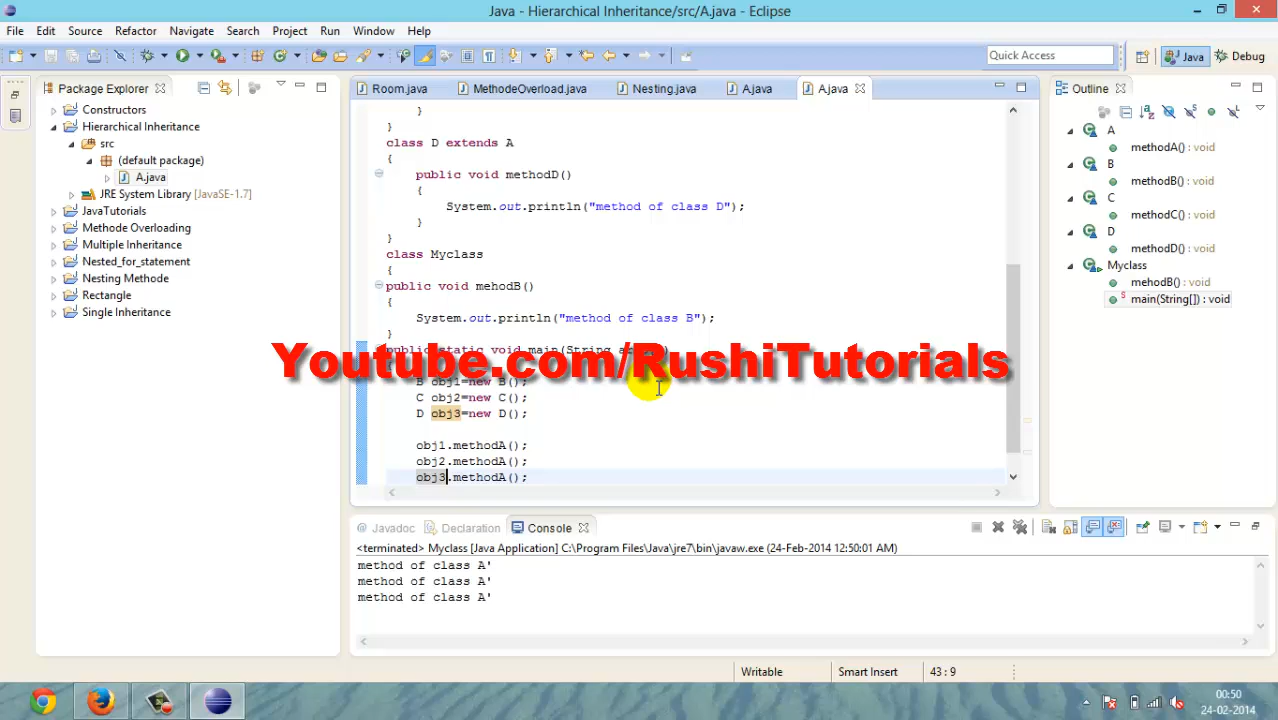 Java - Hierarchical Inheritance/src/A.java - Eclipse
File Edit Source Refactor Navigate Search Project Run Window Help
Quick Access
Java
Debug
Package Explorer
Constructors
Hierarchical Inheritance
src
(default package)
A.java
JRE System Library [JavaSE-1.7]
JavaTutorials
Methode Overloading
Multiple Inheritance
Nested_for_statement
Nesting Methode
Rectangle
Single Inheritance
Room.java MethodeOverload.java Nesting.java A.java A.java
}
}
class D extends A
{
public void methodD()
{
System.out.println("method of class D");
}
}
class Myclass
{
public void mehodB()
{
System.out.println("method of class B");
}
public static void main(String
B obj1=new B();
C obj2=new C();
D obj3=new D();
obj1.methodA();
obj2.methodA();
obj3.methodA();
Youtube.com/RushiTutorials
Outline
A
methodA() : void
B
methodB() : void
C
methodC() : void
D
methodD() : void
Myclass
mehodB() : void
main(String[]) : void
Javadoc Declaration Console
<terminated> Myclass [Java Application] C:\Program Files\Java\jre7\bin\javaw.exe (24-Feb-2014 12:50:01 AM)
method of class A'
method of class A'
method of class A'
Writable Smart Insert 43 : 9
00:50
24-02-2014